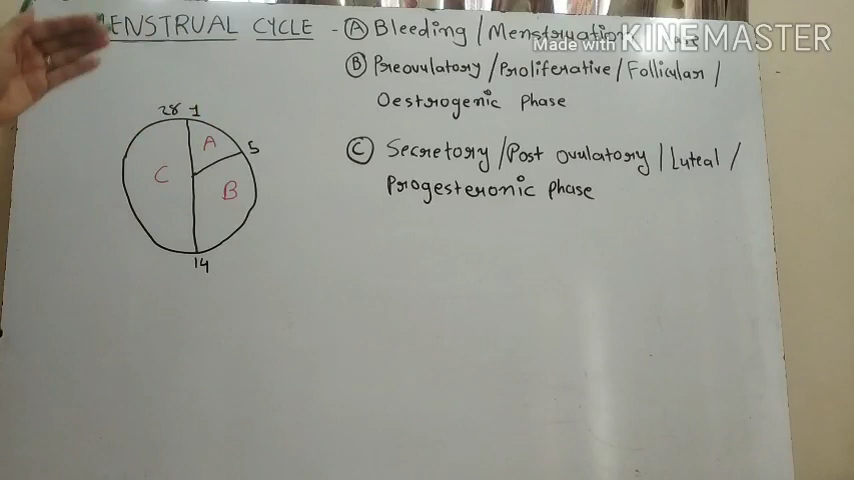 MENSTRUAL CYCLE - Ⓐ Bleeding / Menstruation
Made with KINEMASTER
Ⓑ Preovulatory / Proliferative / Follicular /
Oestrogenic phase
28 1
A
5
Ⓒ Secretory / Post ovulatory / Luteal /
C
B
Progesteronic phase
14